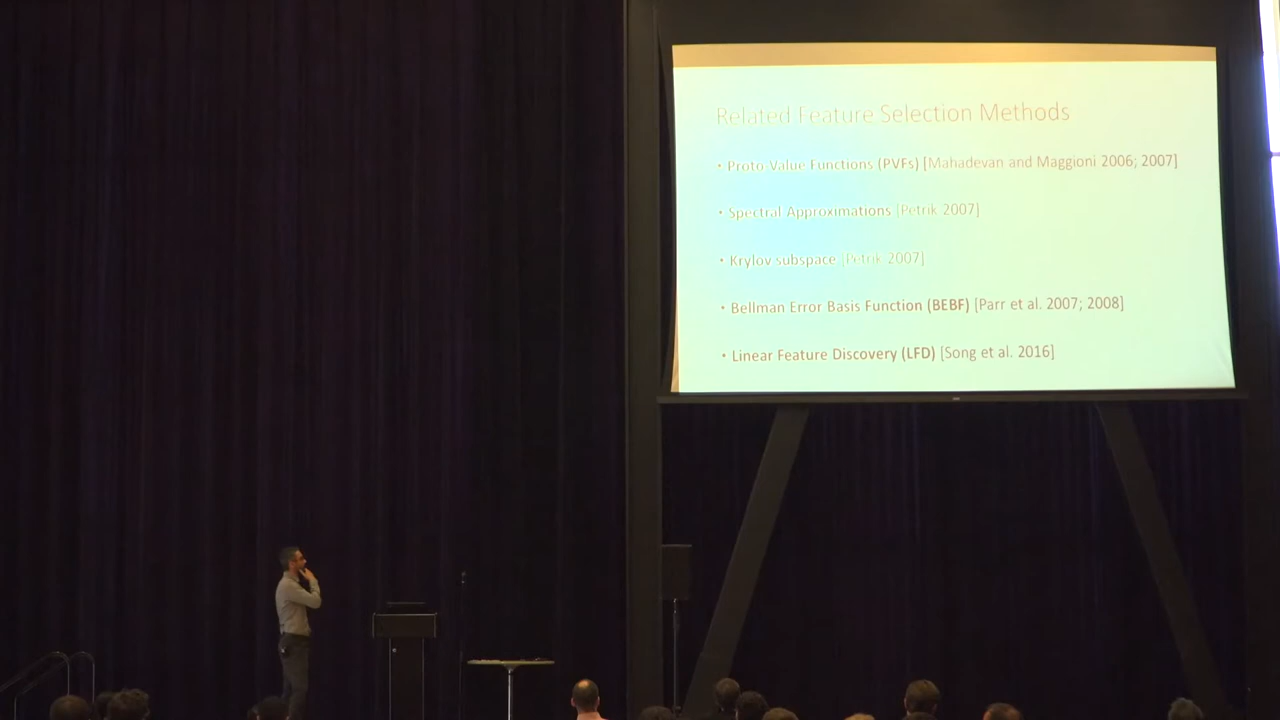 Related Feature Selection Methods
• Proto-Value Functions (PVFs) [Mahadevan and Maggioni 2006; 2007]
• Spectral Approximations [Petrik 2007]
• Krylov subspace [Petrik 2007]
• Bellman Error Basis Function (BEBF) [Parr et al. 2007; 2008]
• Linear Feature Discovery (LFD) [Song et al. 2016]